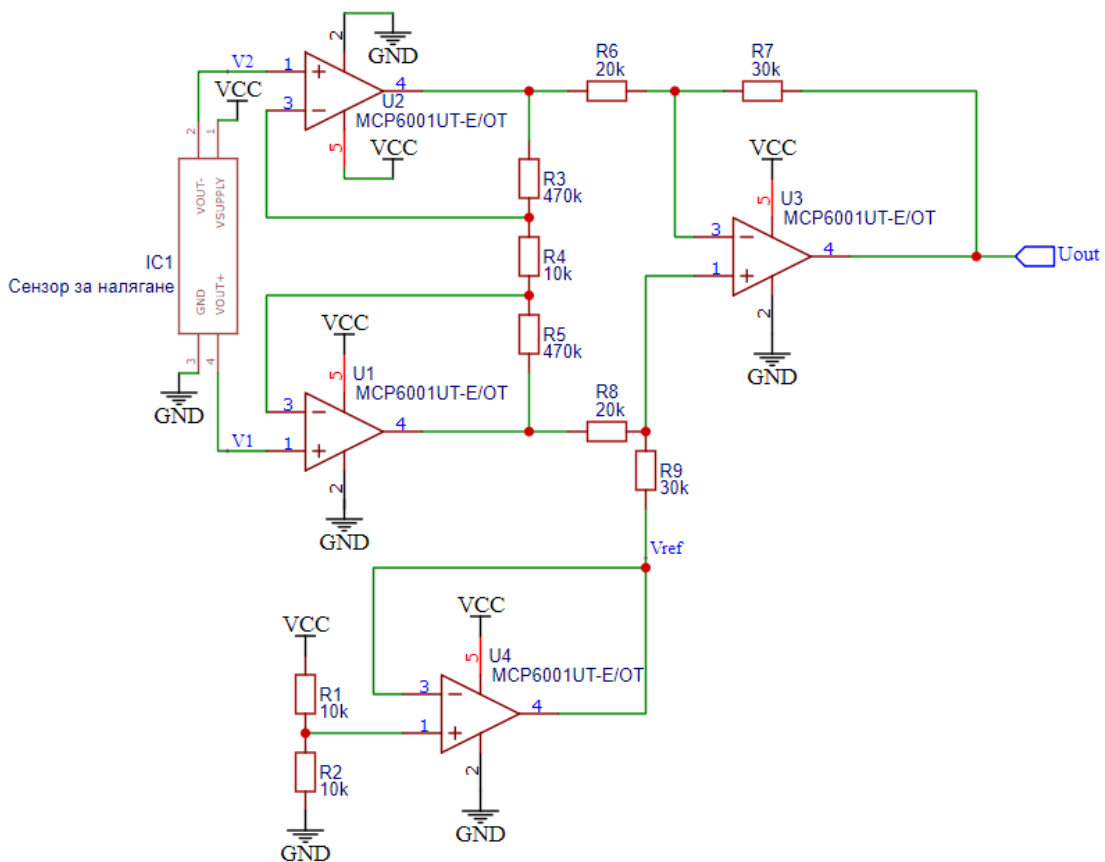 2
GND
V2
1
4
U2
MCP6001UT-E/OT
3
5
VCC
VCC
2
1
VOUT-
VSUPPLY
IC1
Сензор за налягане
GND
VOUT+
3
4
GND
V1
R3
470k
R4
10k
R5
470k
VCC
5
U1
MCP6001UT-E/OT
3
1
4
2
GND
R6
20k
R7
30k
VCC
5
U3
MCP6001UT-E/OT
3
1
4
2
GND
Uout
R8
20k
R9
30k
Vref
VCC
5
U4
MCP6001UT-E/OT
3
1
4
2
GND
VCC
R1
10k
R2
10k
GND